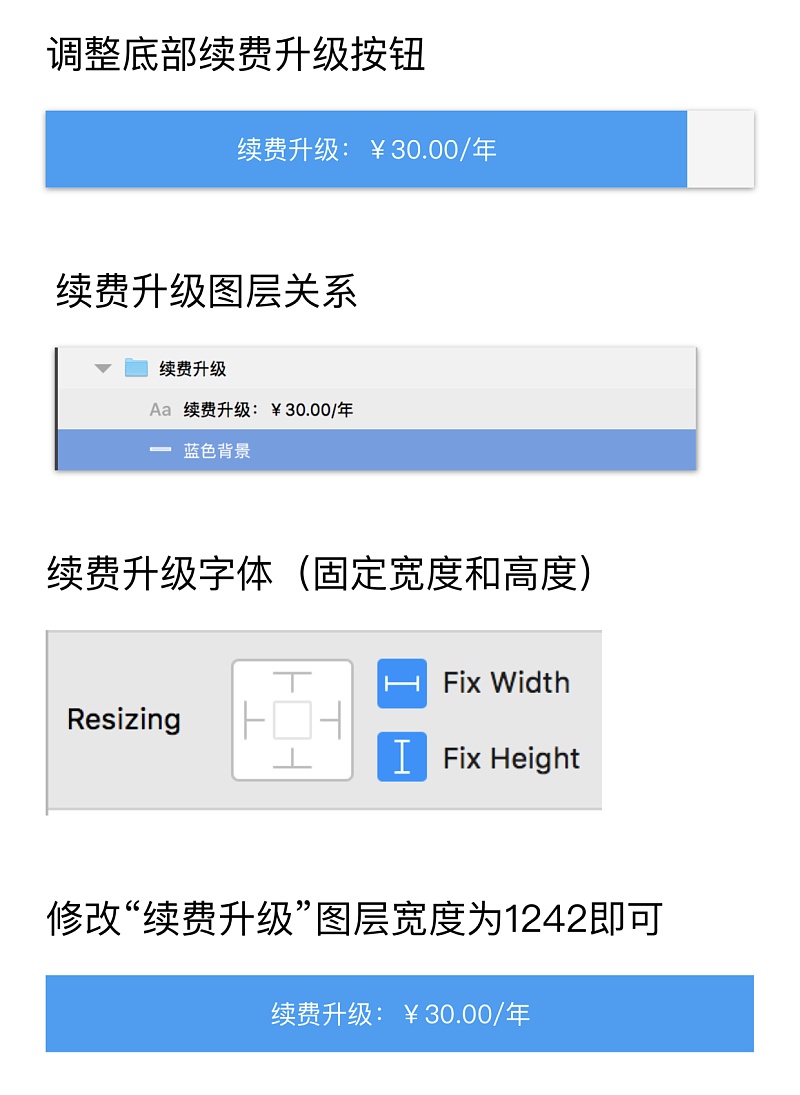 调整底部续费升级按钮
续费升级：￥30.00/年
续费升级图层关系
续费升级
Aa 续费升级：￥30.00/年
蓝色背景
续费升级字体（固定宽度和高度）
Resizing
Fix Width
Fix Height
修改“续费升级”图层宽度为1242即可
续费升级：￥30.00/年